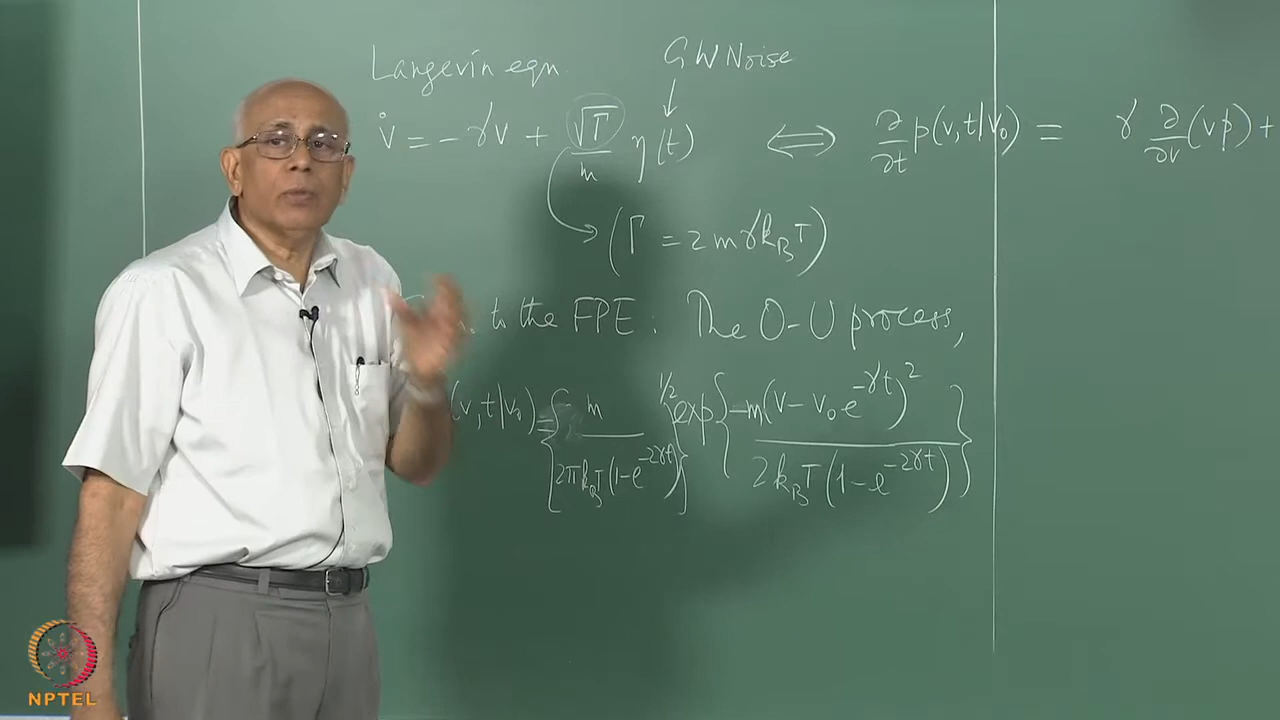 Langevin eqn. GW Noise
v̇ = -γv + √Γ/m η(t) ⟺ ∂/∂t p(v,t|v₀) = γ ∂/∂v (vp) +
(Γ = 2mγk_BT)
to the FPE: The O-U process,
(v,t|v₀) = {m/2πk_BT(1-e^{-2γt})}^{1/2} exp{-m(v-v₀e^{-γt})²/2k_BT(1-e^{-2γt})}
NPTEL